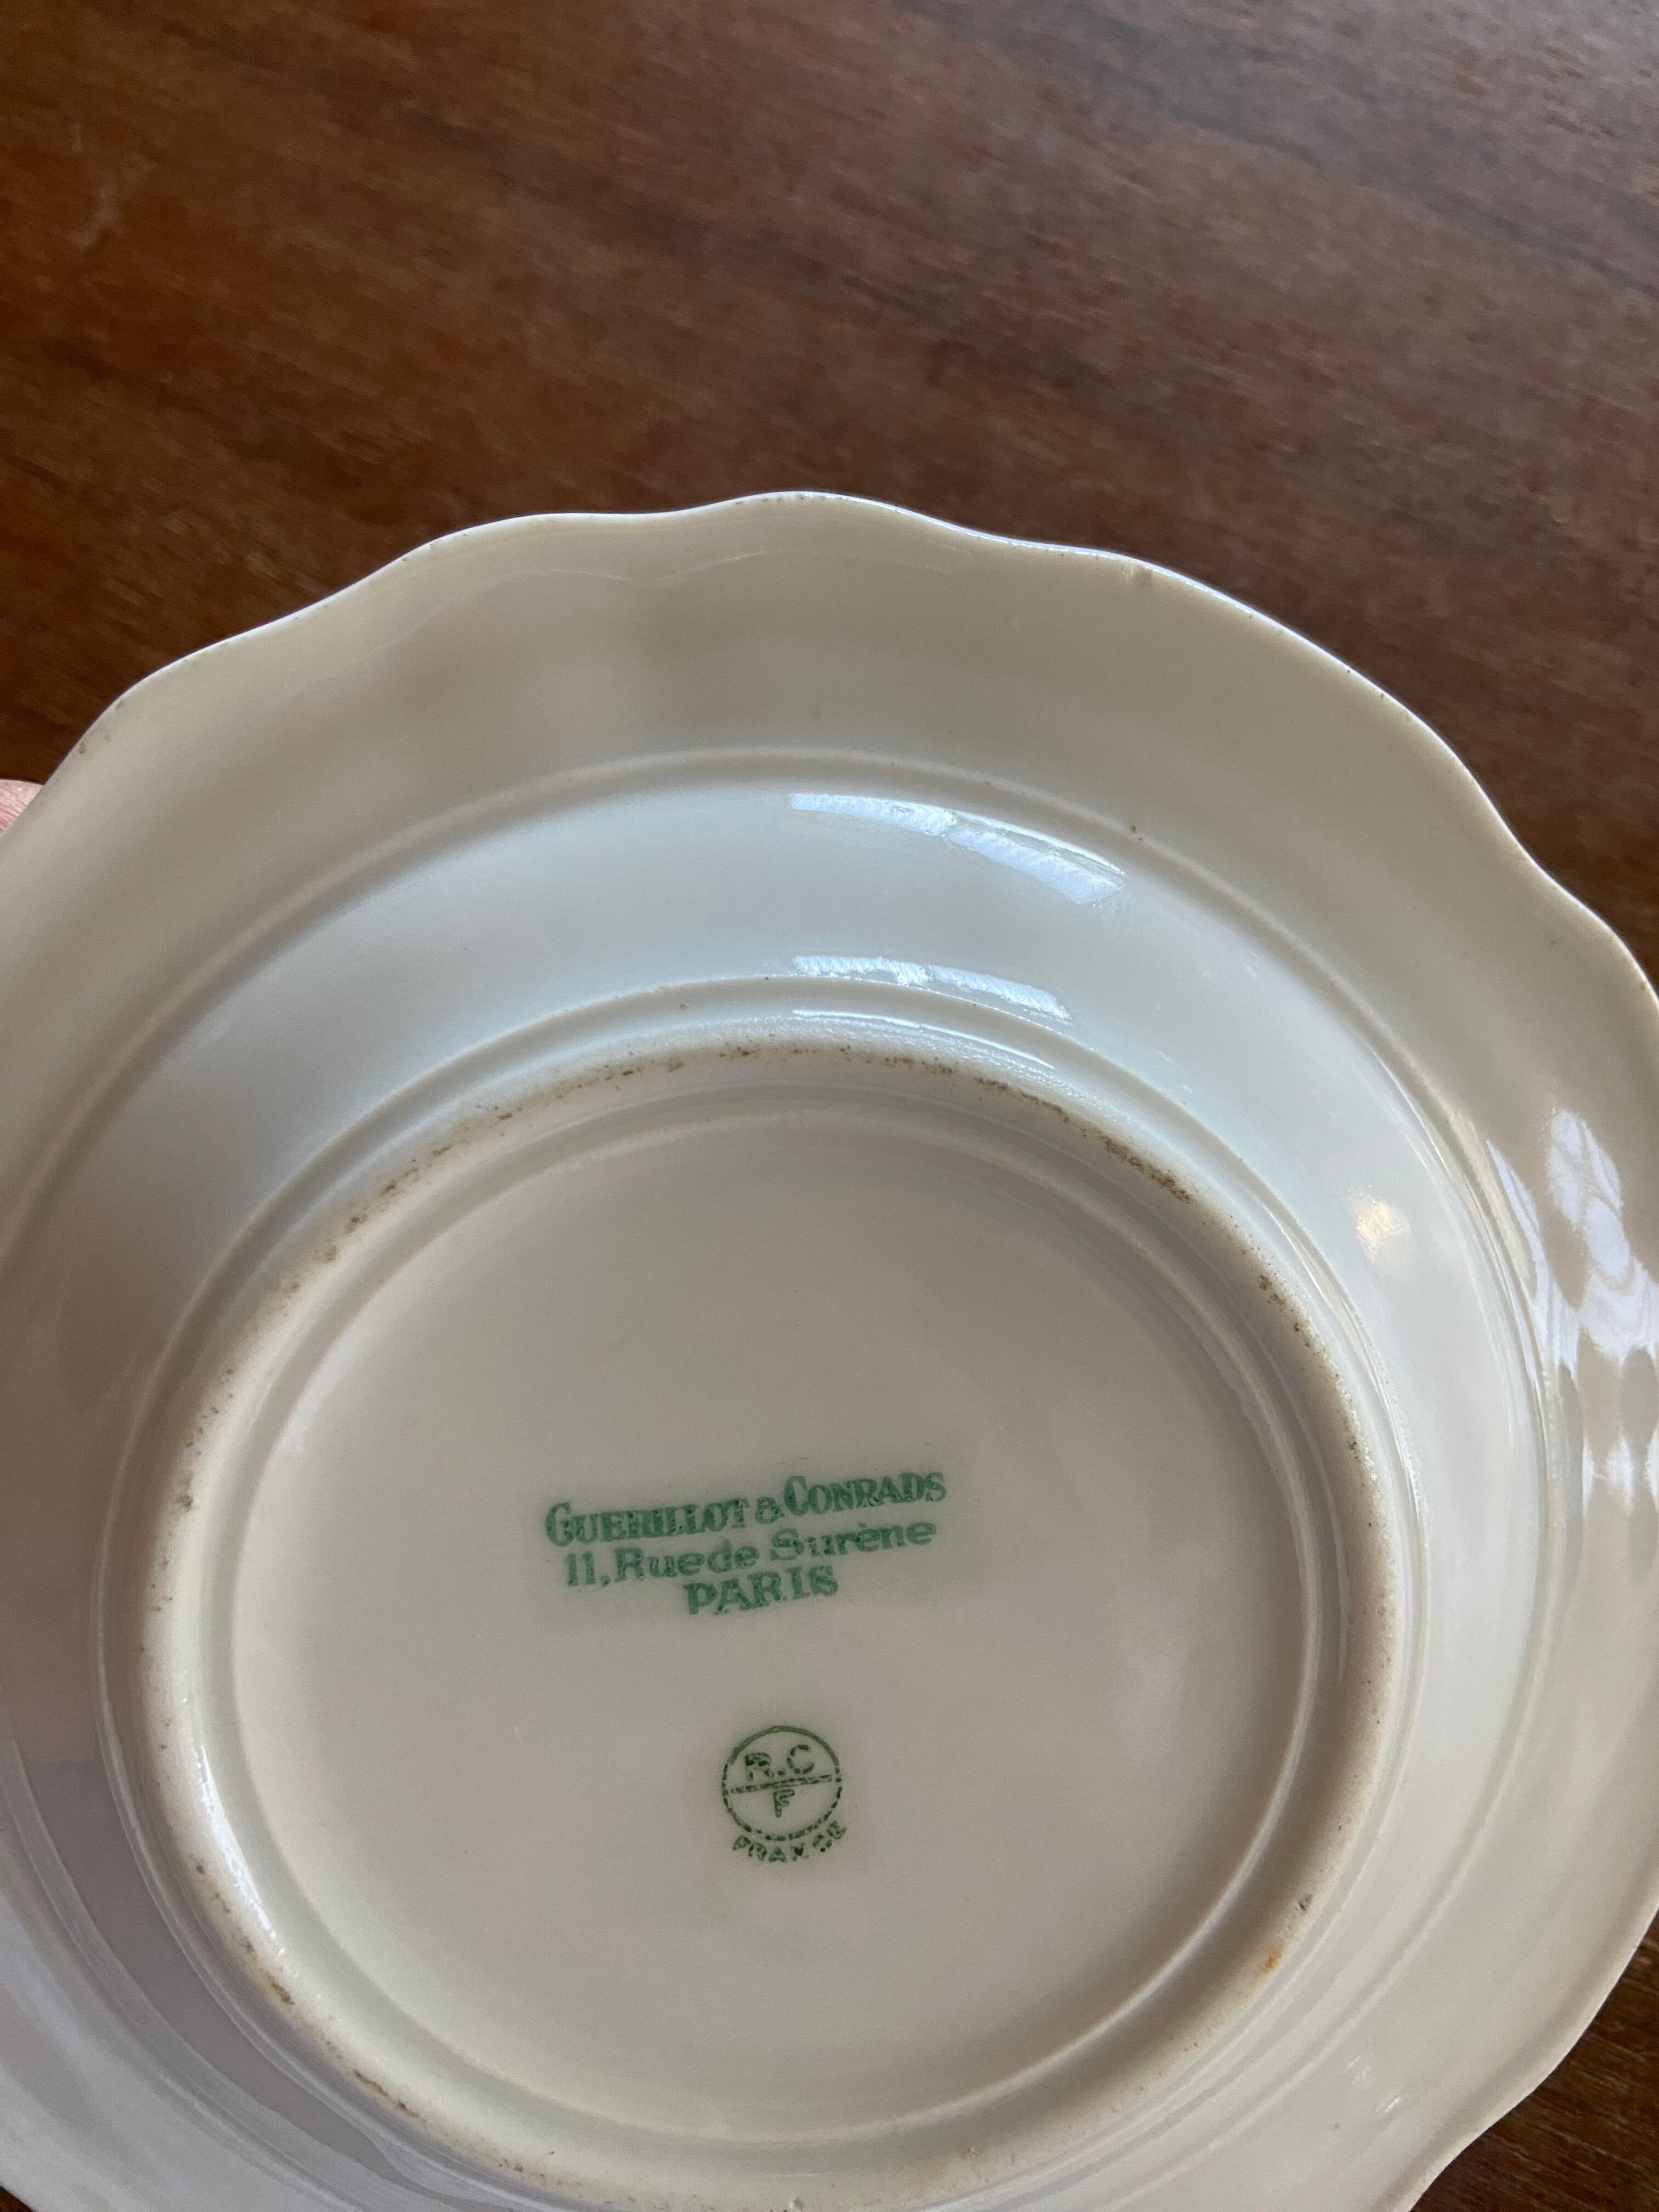 GUERILLOT & CONRADS
11, Rue de Surène
PARIS
R.C
F
FRANCE